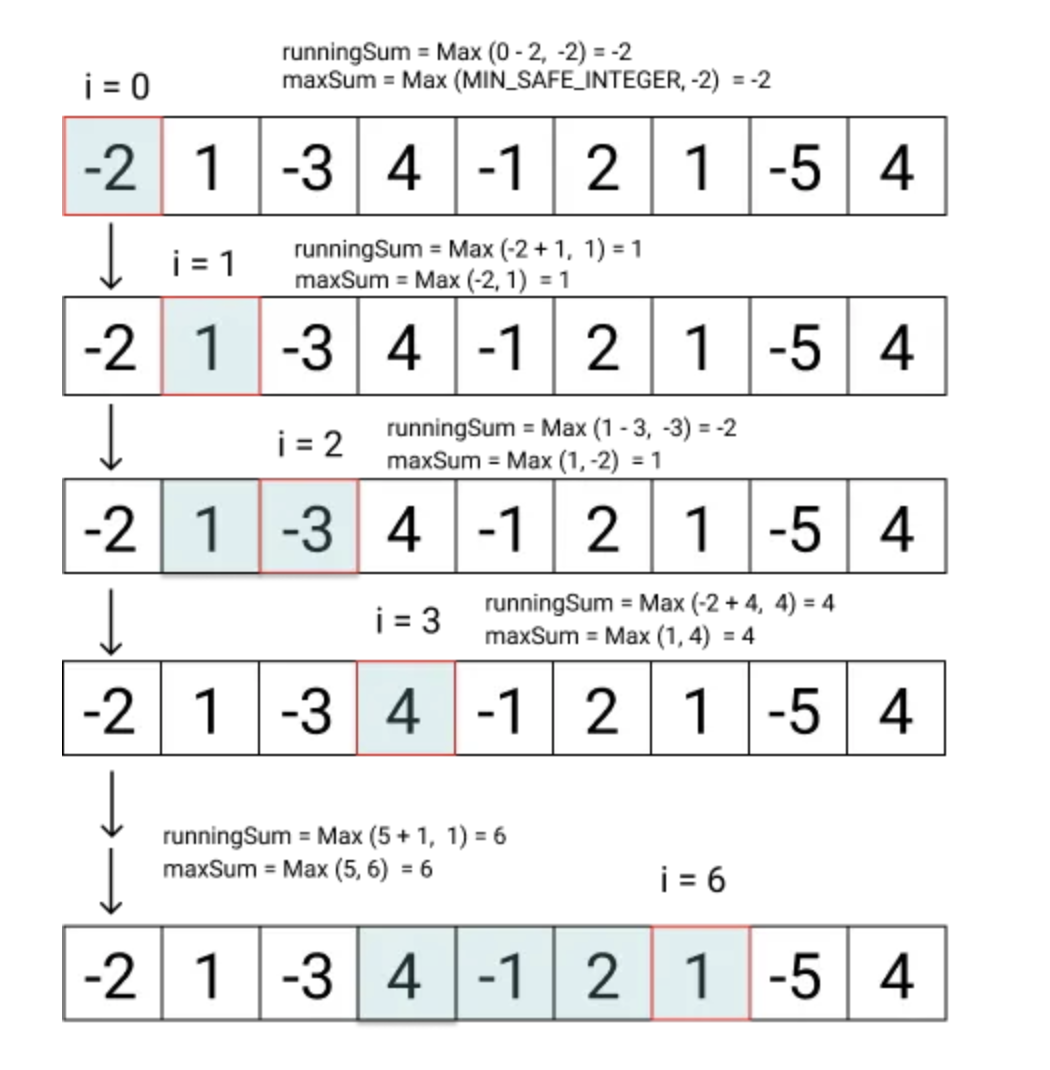 runningSum = Max (0 - 2, -2) = -2
maxSum = Max (MIN_SAFE_INTEGER, -2) = -2
i = 0
-2 1 -3 4 -1 2 1 -5 4
i = 1
runningSum = Max (-2 + 1, 1) = 1
maxSum = Max (-2, 1) = 1
-2 1 -3 4 -1 2 1 -5 4
i = 2
runningSum = Max (1 - 3, -3) = -2
maxSum = Max (1, -2) = 1
-2 1 -3 4 -1 2 1 -5 4
i = 3
runningSum = Max (-2 + 4, 4) = 4
maxSum = Max (1, 4) = 4
-2 1 -3 4 -1 2 1 -5 4
runningSum = Max (5 + 1, 1) = 6
maxSum = Max (5, 6) = 6
i = 6
-2 1 -3 4 -1 2 1 -5 4